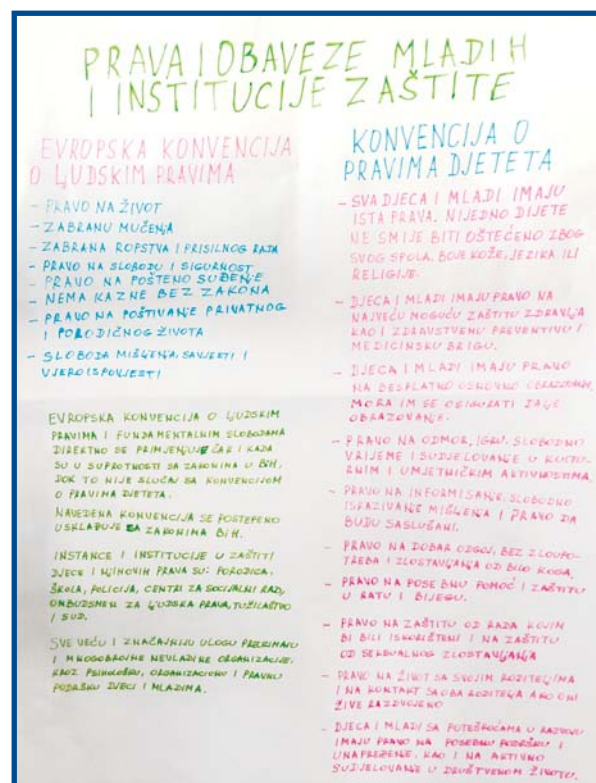 PRAVA I OBAVEZE MLADIH
I INSTITUCIJE ZAŠTITE
EVROPSKA KONVENCIJA
O LJUDSKIM PRAVIMA
- PRAVO NA ŽIVOT
- ZABRANU MUČENJA
- ZABRANA ROPSTVA I PRISILNOG RADA
- PRAVO NA SLOBODU I SIGURNOST
- PRAVO NA POŠTENO SUĐENJE
- NEMA KAZNE BEZ ZAKONA
- PRAVO NA POŠTIVANJE PRIVATNOG
I PORODIČNOG ŽIVOTA
- SLOBODA MIŠLJENJA, SAVJESTI I
VJEROISPOVJESTI
EVROPSKA KONVENCIJA O LJUDSKIM
PRAVIMA I FUNDAMENTALNIM SLOBODAMA
DIREKTNO SE PRIMJENJUJE ČAK I KADA
SU U SUPROTNOSTI SA ZAKONIMA U BIH,
DOK TO NIJE SLUČAJ SA KONVENCIJOM
O PRAVIMA DJETETA.
NAVEDENA KONVENCIJA SE POSTEPENO
USKLAĐUJE SA ZAKONIMA BIH.
INSTANCE I INSTITUCIJE U ZAŠTITI
DJECE I NJIHOVIH PRAVA SU: PORODICA,
ŠKOLA, POLICIJA, CENTRI ZA SOCIJALNI RAD,
OMBUDSMEN ZA LJUDSKA PRAVA, TUŽILAŠTVO
I SUD.
SVE VEĆU I ZNAČAJNIJU ULOGU PREUZIMAJU
I MNOGOBROJNE NEVLADINE ORGANIZACIJE,
KROZ PSIHOLOŠKU, ORGANIZACIONU I PRAVNU
PODRŠKU DJECI I MLADIMA.
KONVENCIJA O
PRAVIMA DJETETA
- SVA DJECA I MLADI IMAJU
ISTA PRAVA. NIJEDNO DIJETE
NE SMIJE BITI OŠTEĆENO ZBOG
SVOG SPOLA, BOJE KOŽE, JEZIKA ILI
RELIGIJE.
- DJECA I MLADI IMAJU PRAVO NA
NAJVEĆU MOGUĆU ZAŠTITU ZDRAVLJA
KAO I ZDRAVSTVENU PREVENTIVU I
MEDICINSKU BRIGU.
- DJECA I MLADI IMAJU PRAVO
NA BESPLATNO OSNOVNO OBRAZOVANJE,
MORA IM SE OSIGURATI DALJE
OBRAZOVANJE.
- PRAVO NA ODMOR, IGRU, SLOBODNO
VRIJEME I SUDJELOVANJE U KULTUR-
NIM I UMJETNIČKIM AKTIVNOSTIMA.
- PRAVO NA INFORMISANJE, SLOBODNO
ISRAZIVANJE MIŠLJENJA I PRAVO DA
BUDU SASLUŠANI.
- PRAVO NA DOBAR ODGOJ, BEZ ZLOUPO-
TREBA I ZLOSTAVLJANJA OD BILO KOGA.
- PRAVO NA POSEBNU POMOĆ I ZAŠTITU
U RATU I BIJEGU.
- PRAVO NA ZAŠTITU OD RADA KOJIM
BI BILI ISKORIŠTENI I NA ZAŠTITU
OD SEKSUALNOG ZLOSTAVLJANJA
- PRAVO NA ŽIVOT SA SVOJIM RODITELJIMA
I NA KONTAKT SA OBA RODITELJA AKO ONI
ŽIVE RAZDVOJENO
- DJECA I MLADI SA POTEŠKOĆAMA U RAZVOJU
IMAJU PRAVO NA POSEBNU PODRŠKU I
UNAPREĐENJE, KAO I NA AKTIVNO
SUDJELOVANJE U DRUŠTVENOM ŽIVOTU.